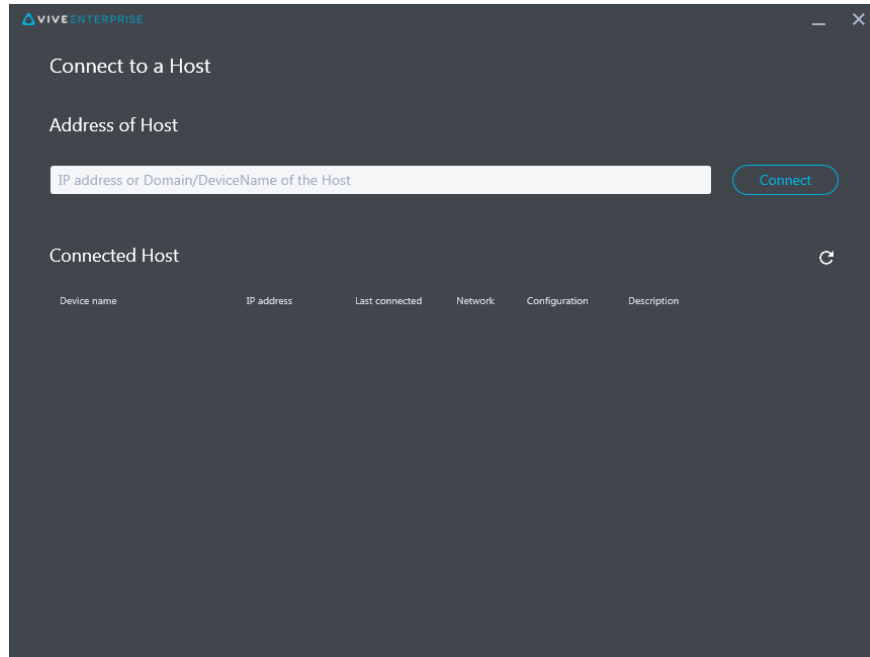 VIVE ENTERPRISE
Connect to a Host
Address of Host
IP address or Domain/DeviceName of the Host
Connect
Connected Host
Device name IP address Last connected Network Configuration Description